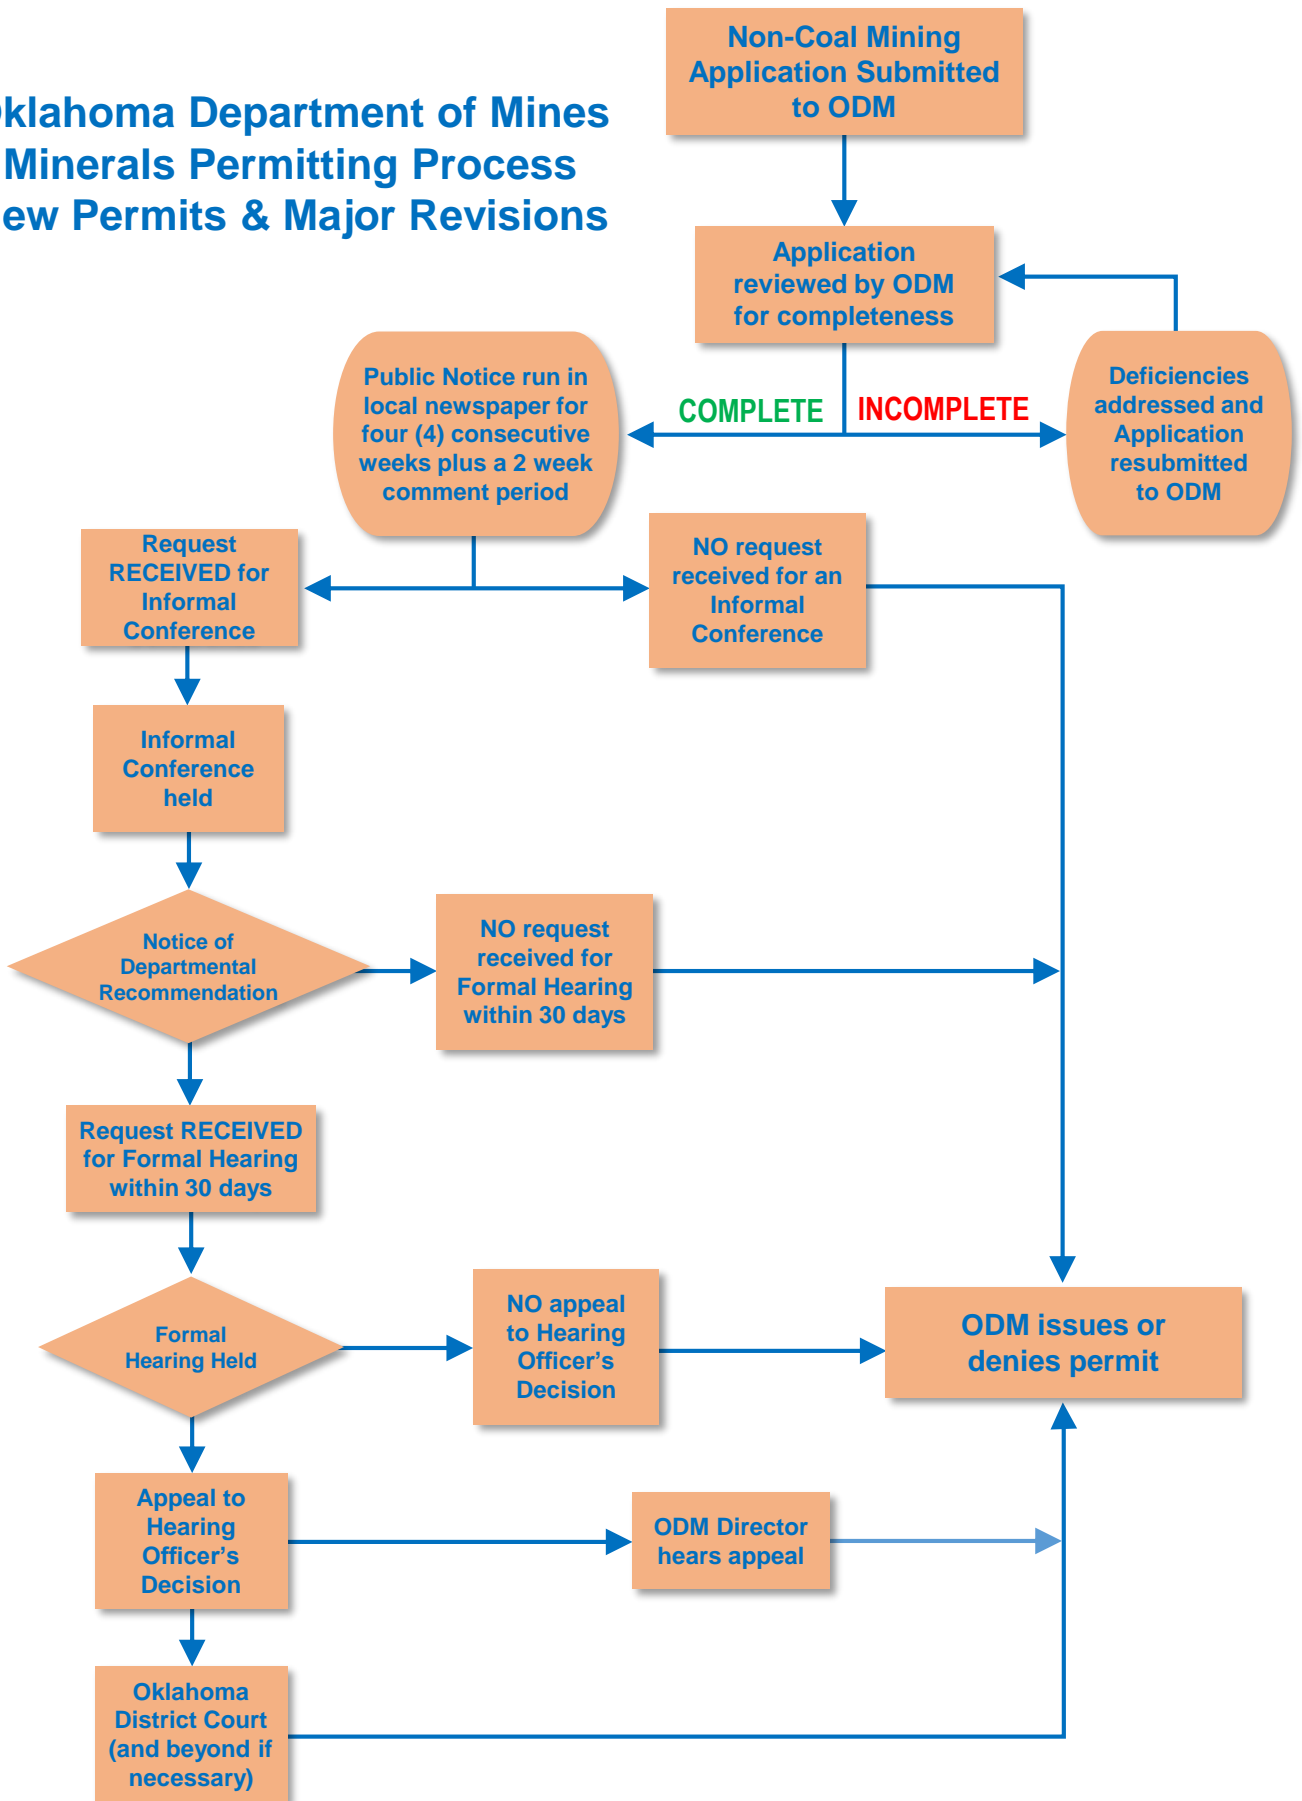 Non-Coal Mining
Application Submitted
to ODM
klahoma Department of Mines
Minerals Permitting Process
ew Permits & Major Revisions
Application
reviewed by ODM
for completeness
Public Notice run in
local newspaper for
four (4) consecutive
weeks plus a 2 week
comment period
COMPLETE
INCOMPLETE
Deficiencies
addressed and
Application
resubmitted
to ODM
Request
RECEIVED for
Informal
Conference
NO request
received for an
Informal
Conference
Informal
Conference
held
Notice of
Departmental
Recommendation
NO request
received for
Formal Hearing
within 30 days
Request RECEIVED
for Formal Hearing
within 30 days
Formal
Hearing Held
NO appeal
to Hearing
Officer's
Decision
ODM issues or
denies permit
Appeal to
Hearing
Officer's
Decision
ODM Director
hears appeal
Oklahoma
District Court
(and beyond if
necessary)